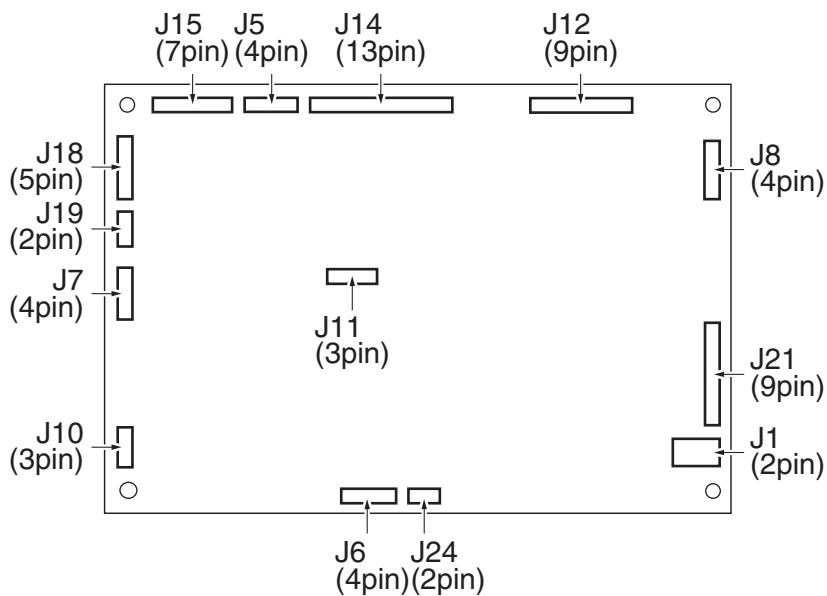 J15
(7pin)
J5
(4pin)
J14
(13pin)
J12
(9pin)
J18
(5pin)
J8
(4pin)
J19
(2pin)
J7
(4pin)
J11
(3pin)
J21
(9pin)
J10
(3pin)
J1
(2pin)
J6
(4pin)
J24
(2pin)